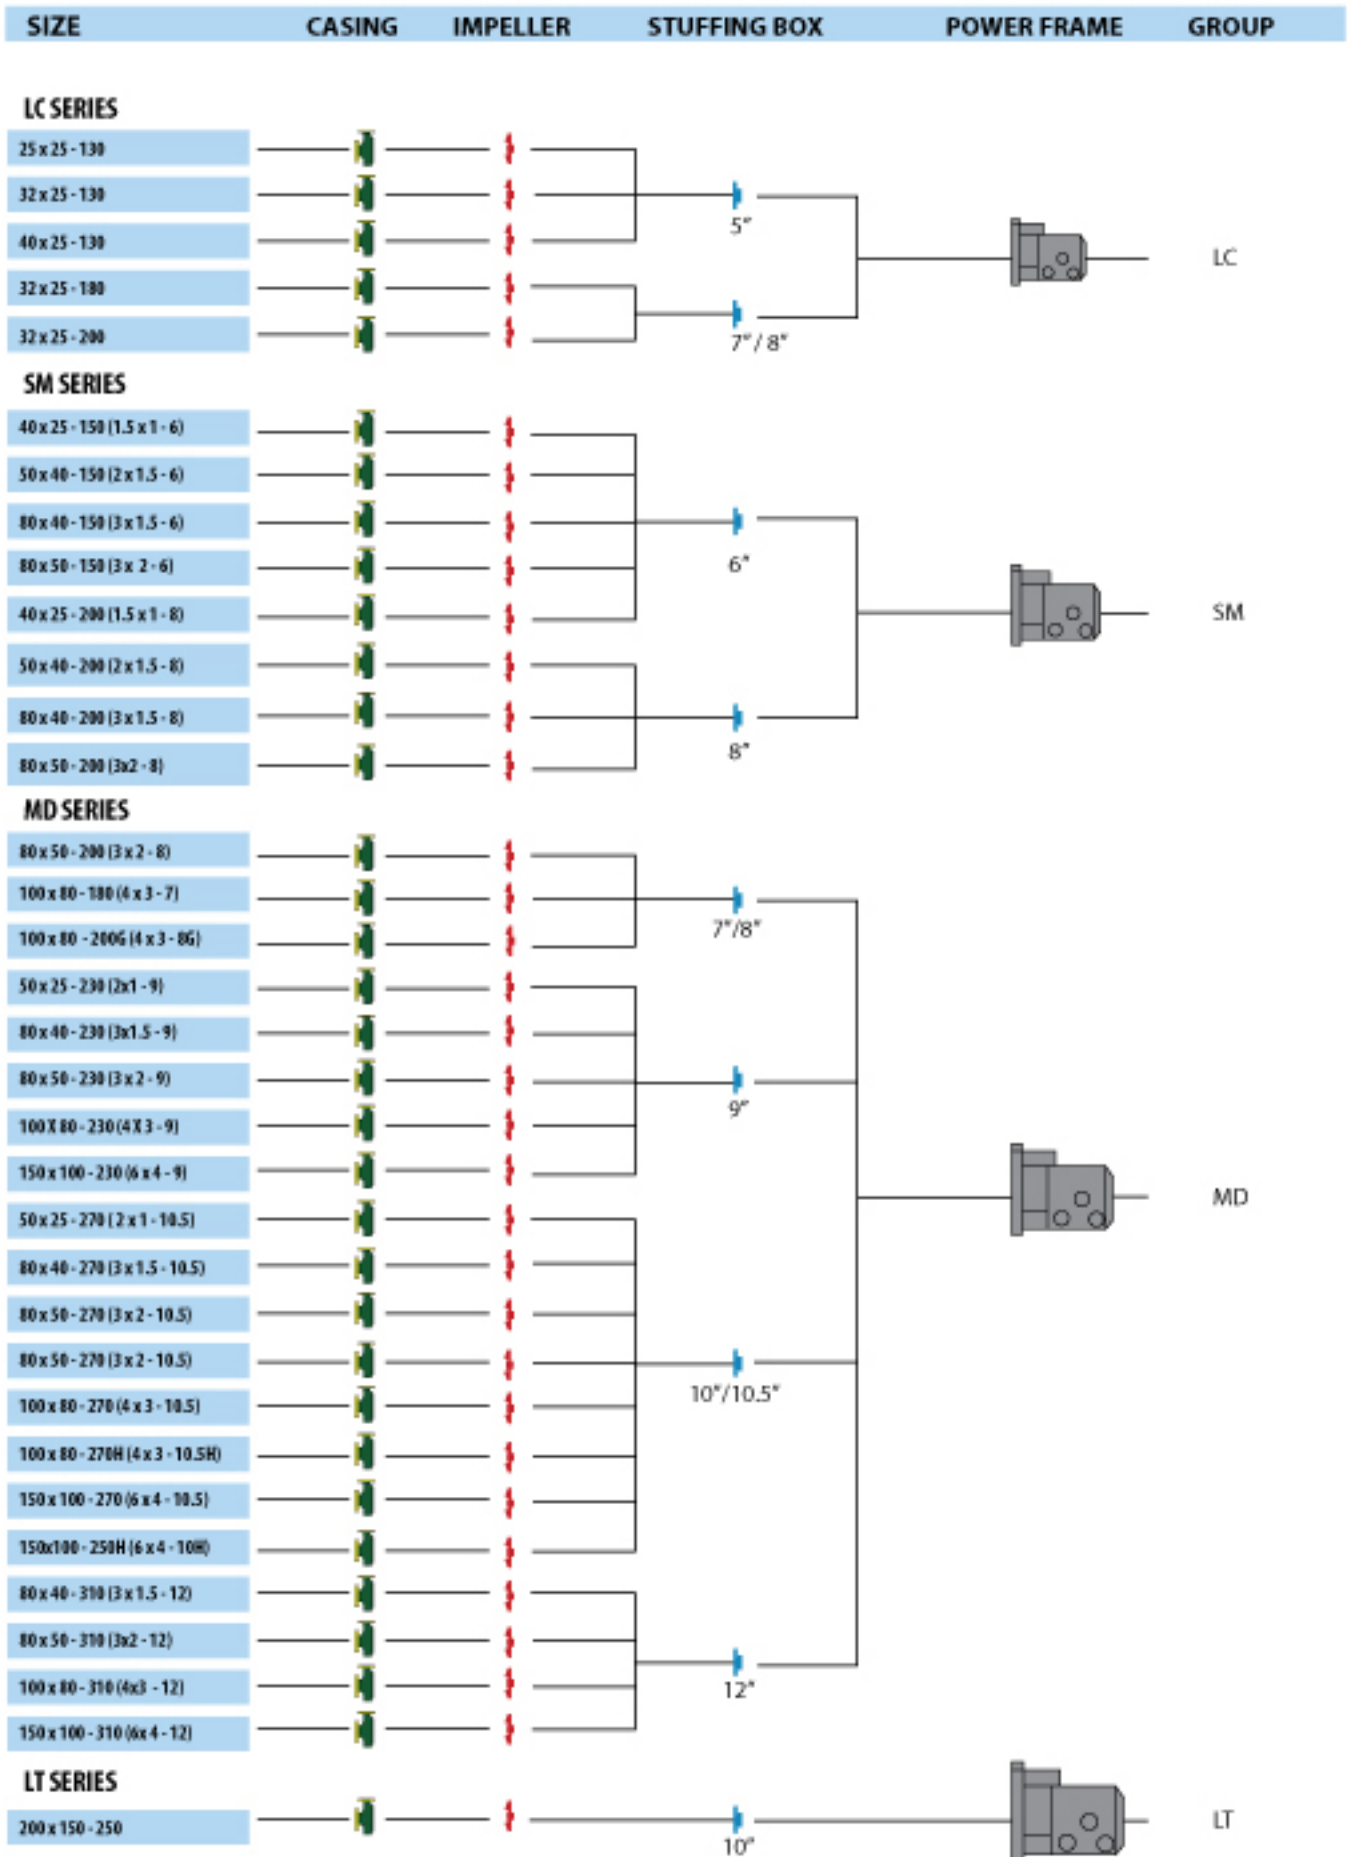 SIZE CASING IMPELLER STUFFING BOX POWER FRAME GROUP
LC SERIES
25 x 25 - 130
32 x 25 - 130
5"
40 x 25 - 130
LC
32 x 25 - 180
32 x 25 - 200
7" / 8"
SM SERIES
40 x 25 - 150 (1.5 x 1 - 6)
50 x 40 - 150 (2 x 1.5 - 6)
80 x 40 - 150 (3 x 1.5 - 6)
80 x 50 - 150 (3 x 2 - 6)
6"
40 x 25 - 200 (1.5 x 1 - 8)
SM
50 x 40 - 200 (2 x 1.5 - 8)
80 x 40 - 200 (3 x 1.5 - 8)
8"
80 x 50 - 200 (3x2 - 8)
MD SERIES
80 x 50 - 200 (3 x 2 - 8)
100 x 80 - 180 (4 x 3 - 7)
7"/8"
100 x 80 - 200G (4 x 3 - 8G)
50 x 25 - 230 (2x1 - 9)
80 x 40 - 230 (3x1.5 - 9)
80 x 50 - 230 (3 x 2 - 9)
9"
100 X 80 - 230 (4 X 3 - 9)
150 x 100 - 230 (6 x 4 - 9)
MD
50 x 25 - 270 ( 2 x 1 - 10.5)
80 x 40 - 270 (3 x 1.5 - 10.5)
80 x 50 - 270 (3 x 2 - 10.5)
80 x 50 - 270 (3 x 2 - 10.5)
10"/10.5"
100 x 80 - 270 (4 x 3 - 10.5)
100 x 80 - 270H (4 x 3 - 10.5H)
150 x 100 - 270 (6 x 4 - 10.5)
150x100 - 250H (6 x 4 - 10H)
80 x 40 - 310 (3 x 1.5 - 12)
80 x 50 - 310 (3x2 - 12)
100 x 80 - 310 (4x3 - 12)
12"
150 x 100 - 310 (6x 4 - 12)
LT SERIES
200 x 150 - 250
LT
10"